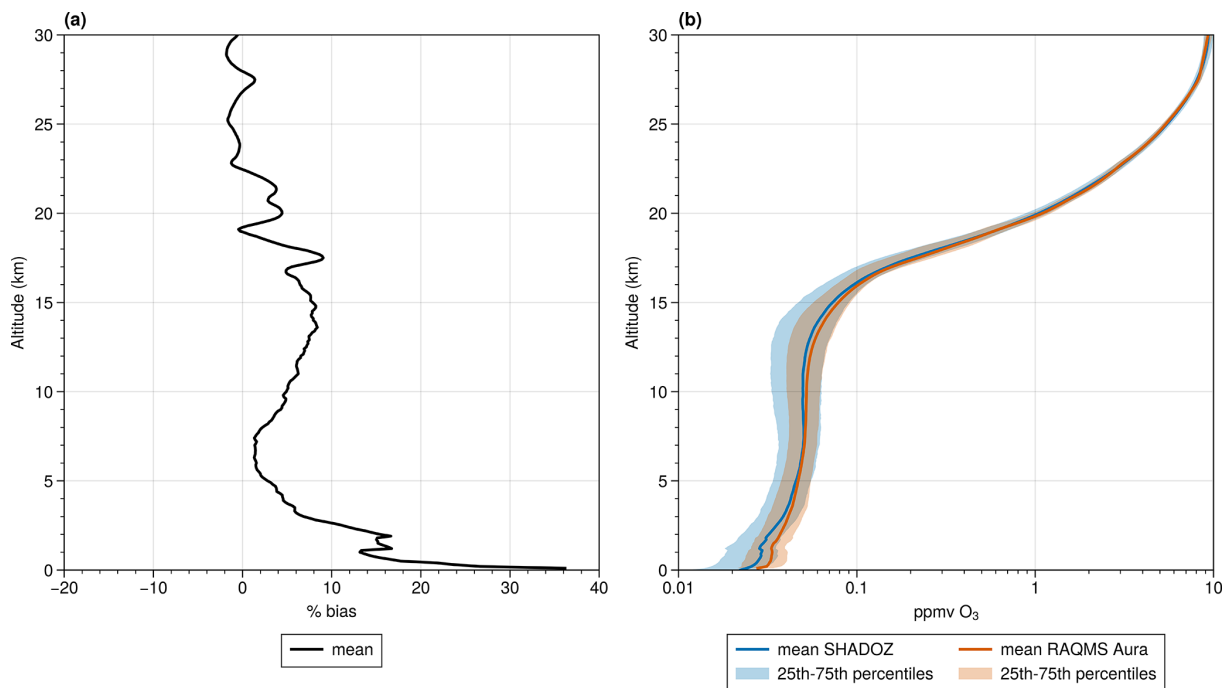 (a)
(b)
30
25
20
15
10
5
0
Altitude (km)
−20 −10 0 10 20 30 40
% bias
mean
30
25
20
15
10
5
0
Altitude (km)
0.01 0.1 1 10
ppmv O₃
mean SHADOZ
mean RAQMS Aura
25th-75th percentiles
25th-75th percentiles